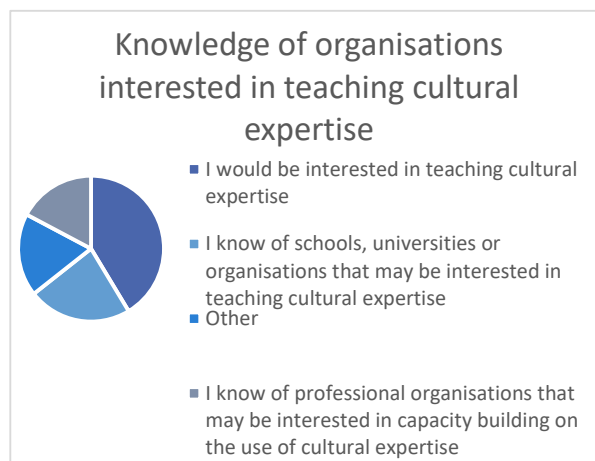 Knowledge of organisations
interested in teaching cultural
expertise
I would be interested in teaching cultural
expertise
I know of schools, universities or
organisations that may be interested in
teaching cultural expertise
Other
I know of professional organisations that
may be interested in capacity building on
the use of cultural expertise